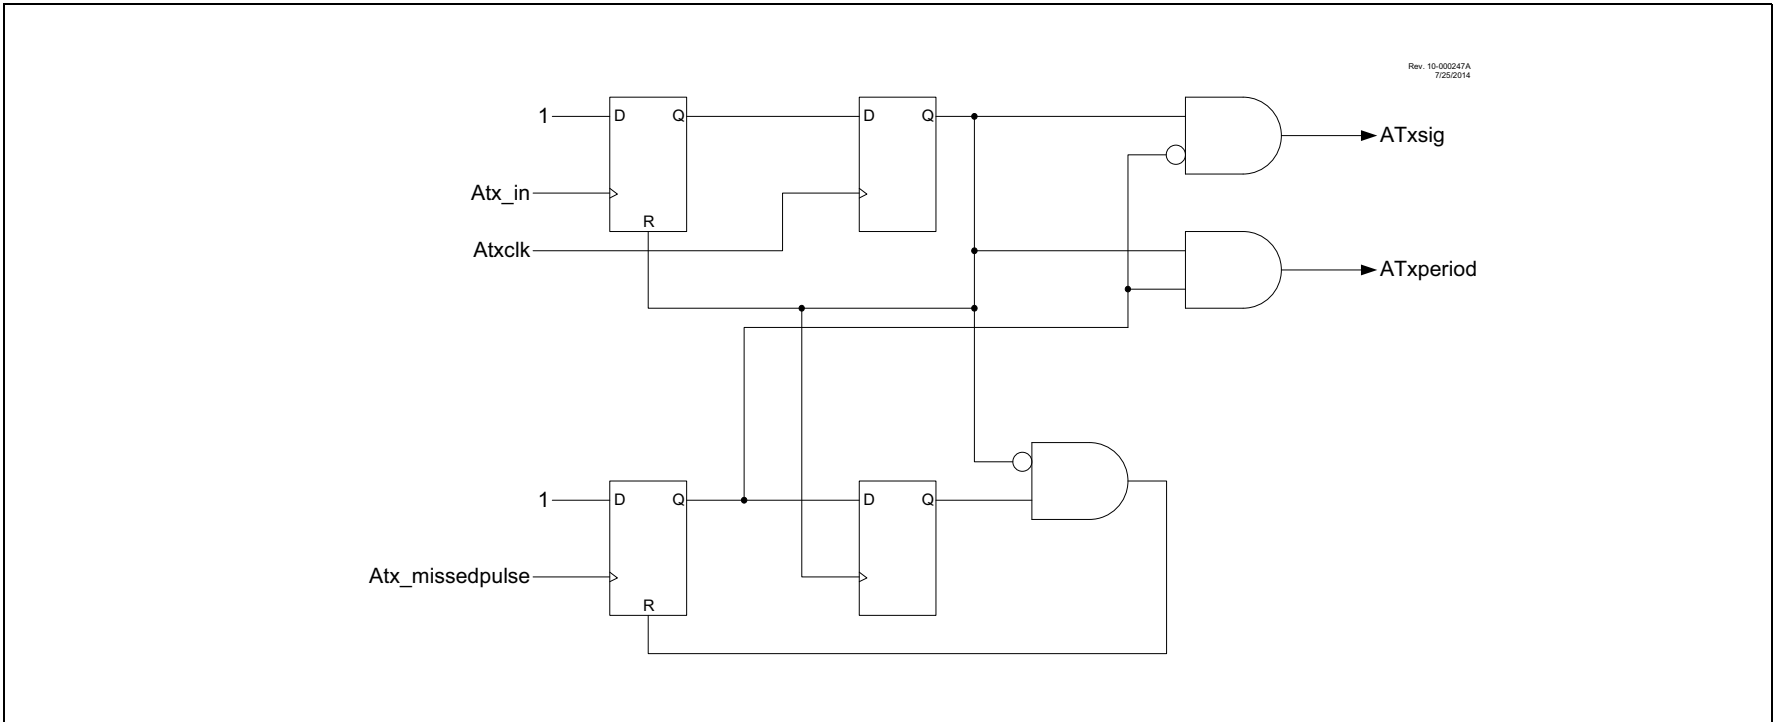 Rev. 10-000247A
7/25/2014
1
D
Q
D
Q
ATxsig
Atx_in
R
Atxclk
ATxperiod
1
D
Q
D
Q
Atx_missedpulse
R